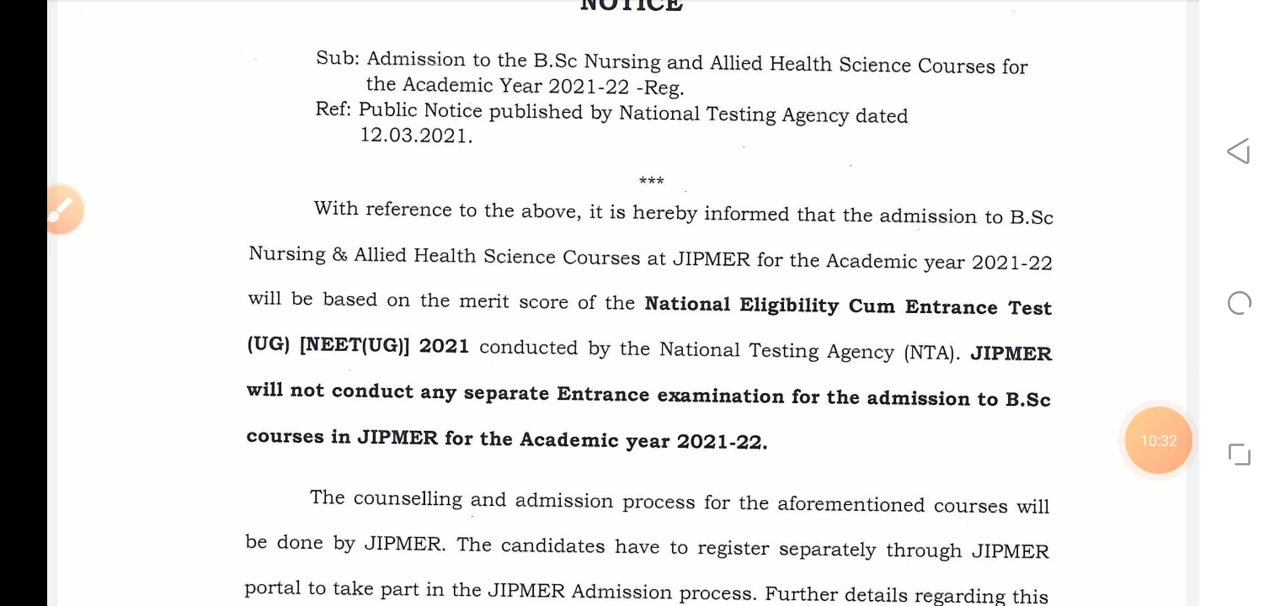 NOTICE
Sub: Admission to the B.Sc Nursing and Allied Health Science Courses for
the Academic Year 2021-22 -Reg.
Ref: Public Notice published by National Testing Agency dated
12.03.2021.
***
With reference to the above, it is hereby informed that the admission to B.Sc
Nursing & Allied Health Science Courses at JIPMER for the Academic year 2021-22
will be based on the merit score of the National Eligibility Cum Entrance Test
(UG) [NEET(UG)] 2021 conducted by the National Testing Agency (NTA). JIPMER
will not conduct any separate Entrance examination for the admission to B.Sc
courses in JIPMER for the Academic year 2021-22.
10:32
The counselling and admission process for the aforementioned courses will
be done by JIPMER. The candidates have to register separately through JIPMER
portal to take part in the JIPMER Admission process. Further details regarding this